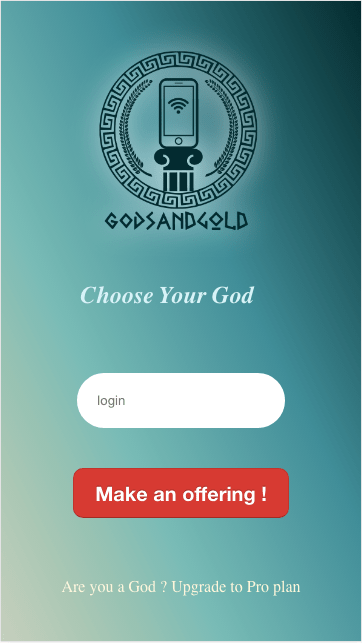 GODSANDGOLD
Choose Your God
login
Make an offering !
Are you a God ? Upgrade to Pro plan